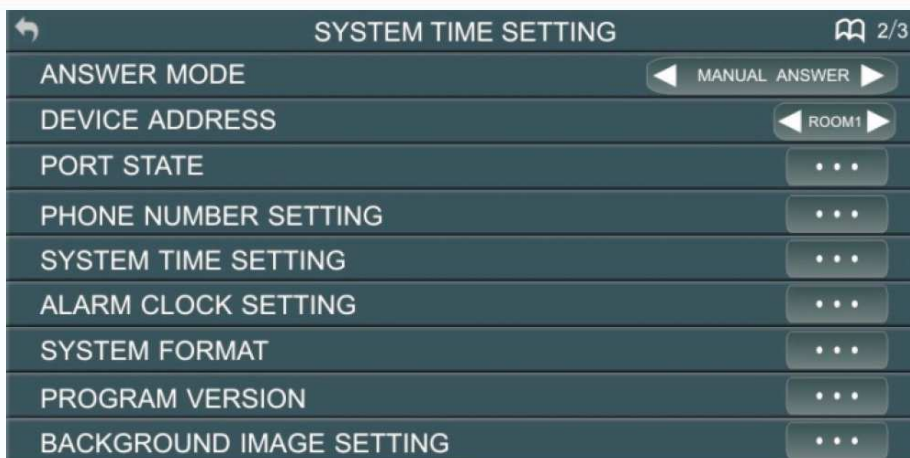 SYSTEM TIME SETTING 2/3
ANSWER MODE MANUAL ANSWER
DEVICE ADDRESS ROOM1
PORT STATE
PHONE NUMBER SETTING
SYSTEM TIME SETTING
ALARM CLOCK SETTING
SYSTEM FORMAT
PROGRAM VERSION
BACKGROUND IMAGE SETTING